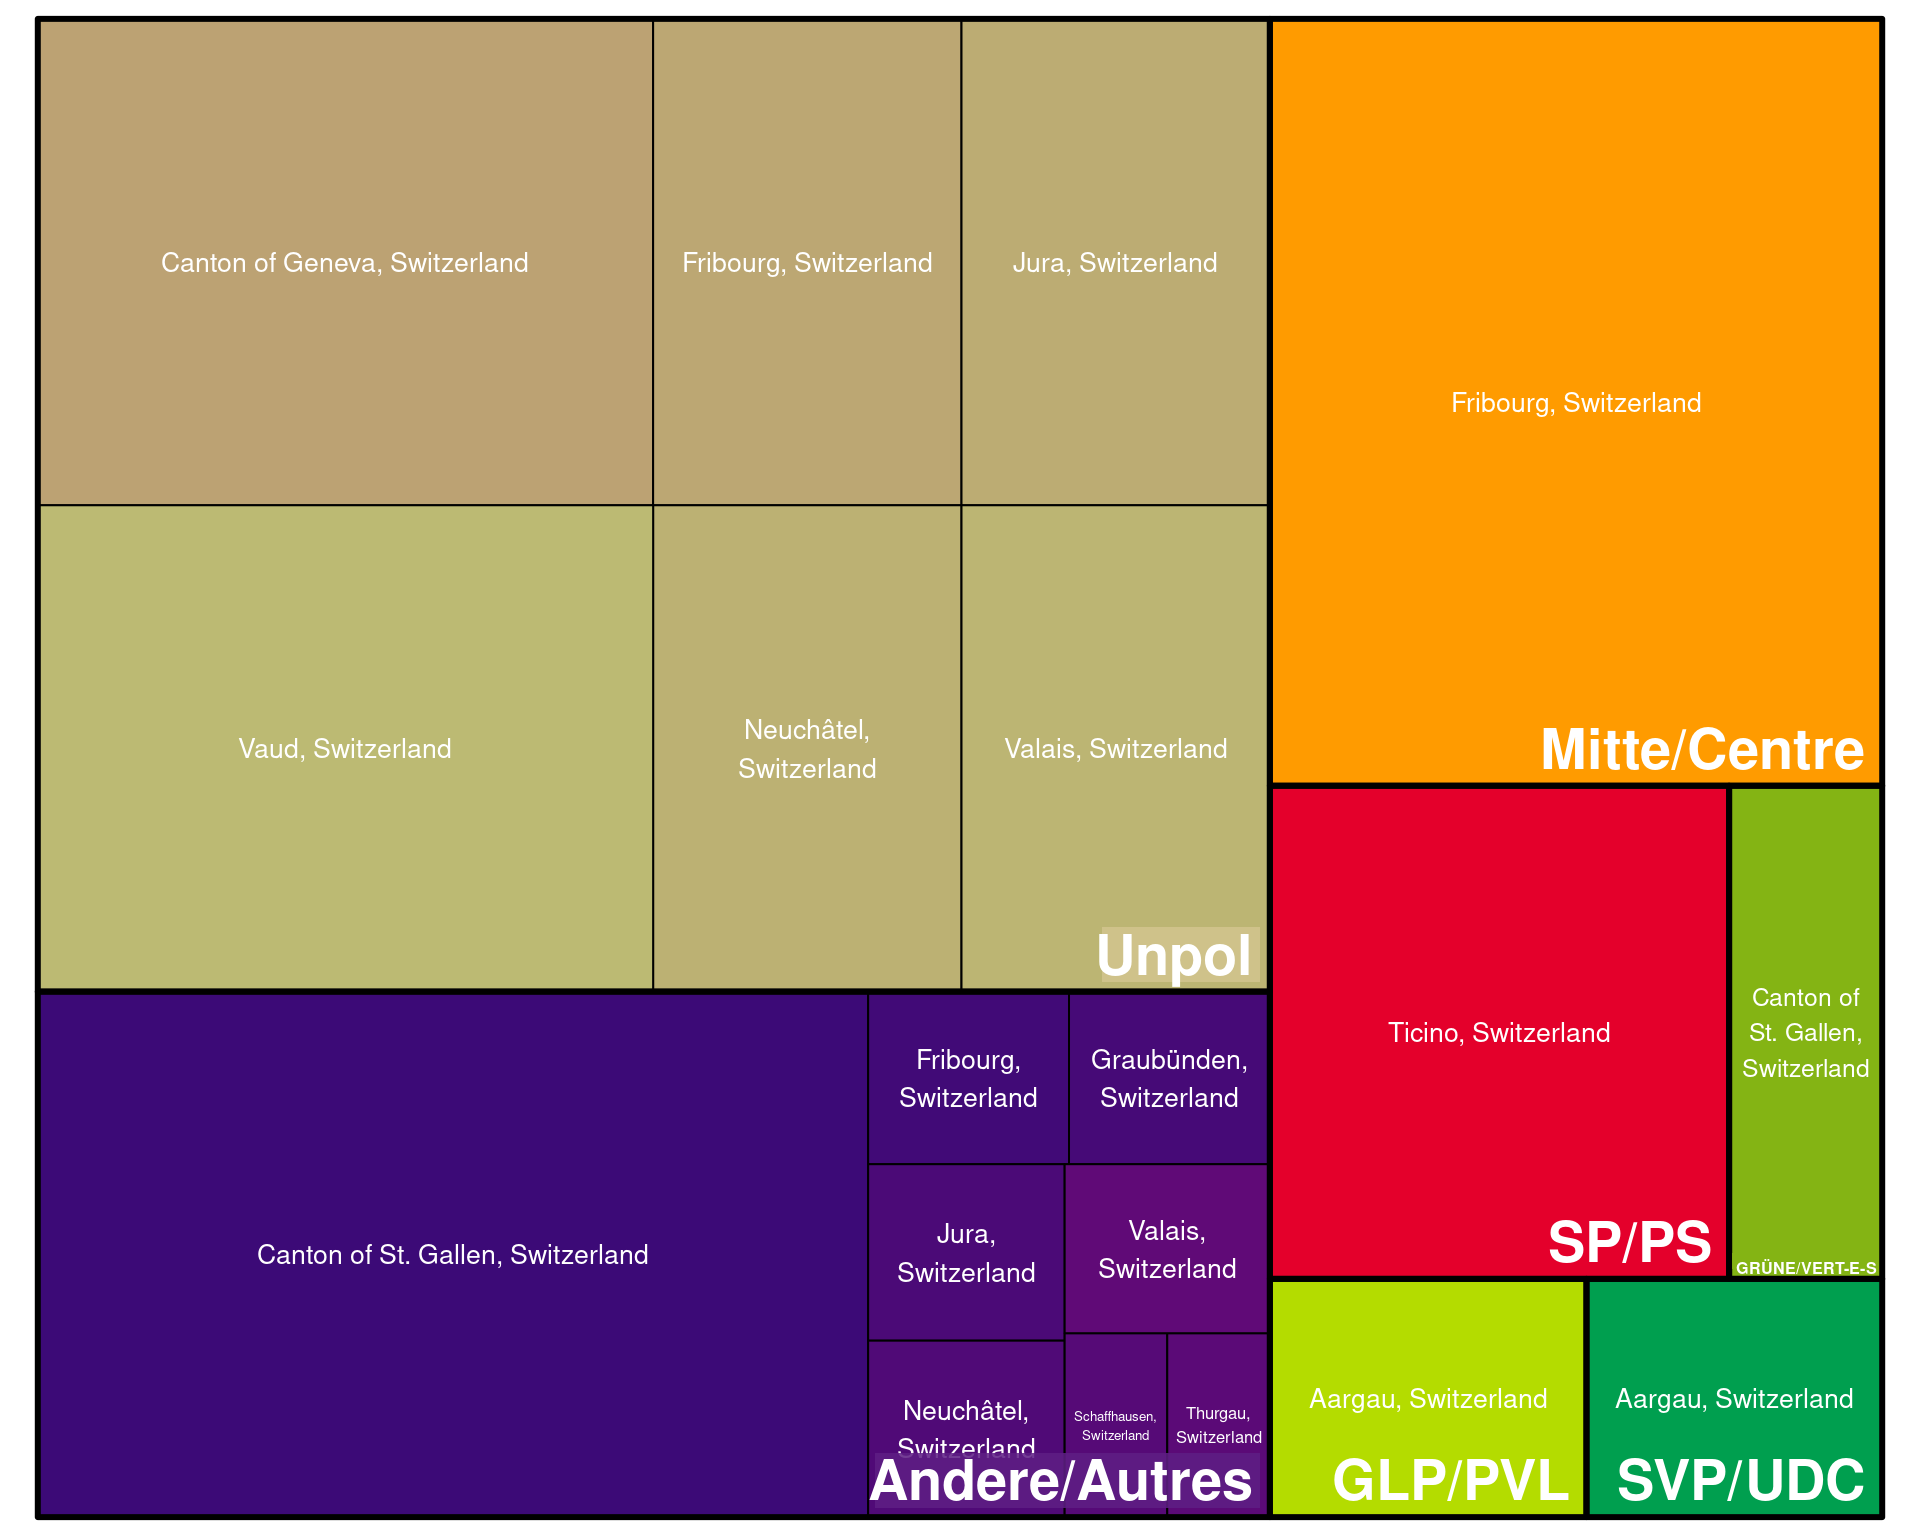 Canton of Geneva, Switzerland
Fribourg, Switzerland
Jura, Switzerland
Vaud, Switzerland
Neuchâtel,
Switzerland
Valais, Switzerland
Unpol
Fribourg, Switzerland
Mitte/Centre
Canton of St. Gallen, Switzerland
Fribourg,
Switzerland
Graubünden,
Switzerland
Jura,
Switzerland
Valais,
Switzerland
Neuchâtel,
Switzerland
Schaffhausen,
Switzerland
Thurgau,
Switzerland
Andere/Autres
Ticino, Switzerland
SP/PS
Canton of
St. Gallen,
Switzerland
GRÜNE/VERT-E-S
Aargau, Switzerland
GLP/PVL
Aargau, Switzerland
SVP/UDC